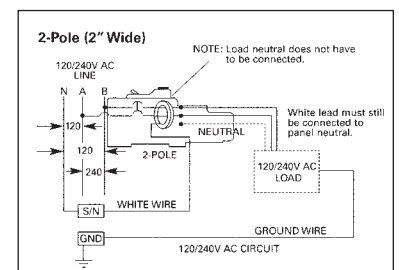 2-Pole (2" Wide)
NOTE: Load neutral does not have
to be connected.
120/240V AC
LINE
N A B
120
NEUTRAL
White lead must still
be connected to
panel neutral.
120
2-POLE
240
120/240V AC
LOAD
S/N
WHITE WIRE
GROUND WIRE
GND
120/240V AC CIRCUIT